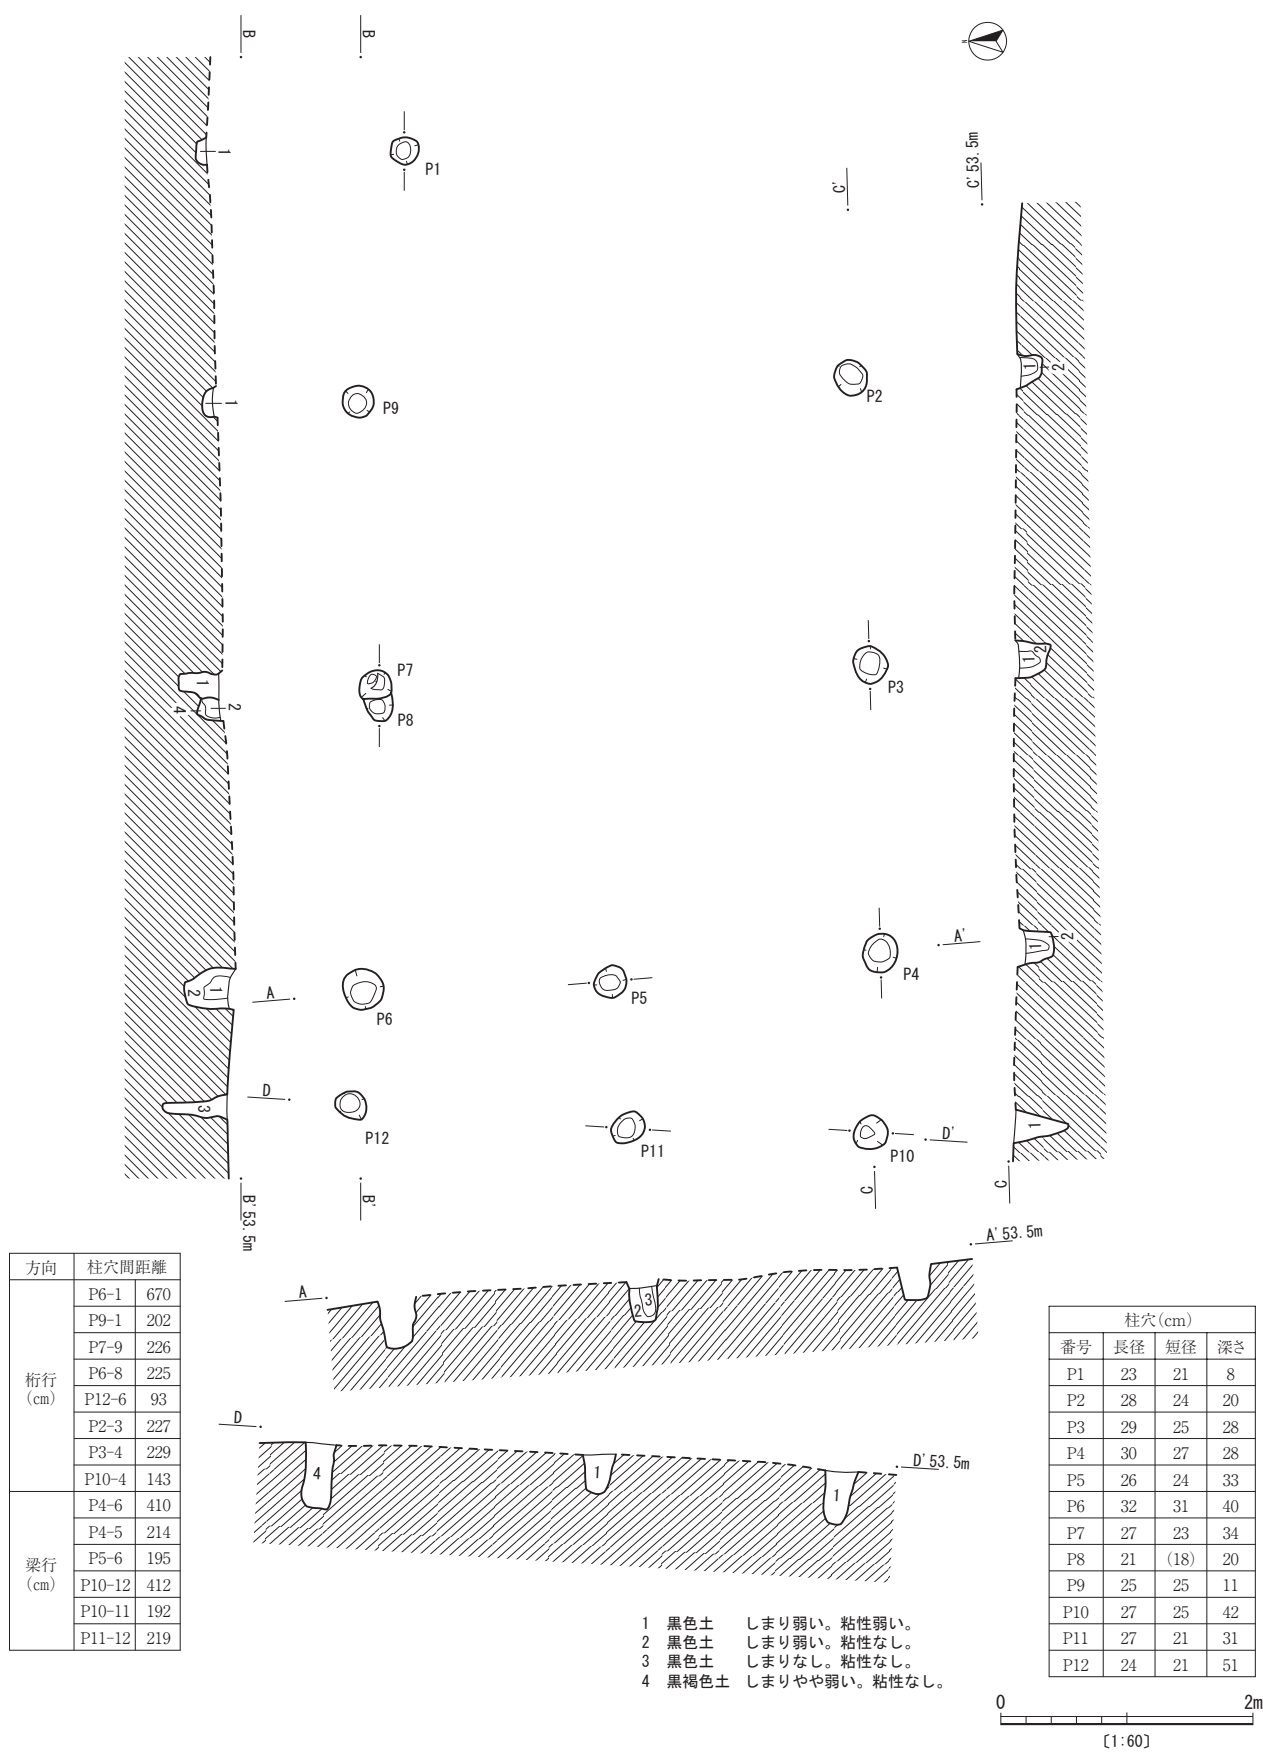 B
B
N
1
P1
C'
C' 53.5m
1
P9
P2
1
2
1
4
2
P7
P8
P3
1
2
A'
P4
1
2
2
1
A
P6
P5
D
3
P12
P11
D'
P10
1
B' 53.5m
B'
C
C
A' 53.5m
A
2
3
D
4
1
1
D' 53.5m
方向 柱穴間距離
桁行
(cm)
P6-1 670
P9-1 202
P7-9 226
P6-8 225
P12-6 93
P2-3 227
P3-4 229
P10-4 143
梁行
(cm)
P4-6 410
P4-5 214
P5-6 195
P10-12 412
P10-11 192
P11-12 219
柱穴(cm)
番号 長径 短径 深さ
P1 23 21 8
P2 28 24 20
P3 29 25 28
P4 30 27 28
P5 26 24 33
P6 32 31 40
P7 27 23 34
P8 21 (18) 20
P9 25 25 11
P10 27 25 42
P11 27 21 31
P12 24 21 51
1 黒色土 しまり弱い。粘性弱い。
2 黒色土 しまり弱い。粘性なし。
3 黒色土 しまりなし。粘性なし。
4 黒褐色土 しまりやや弱い。粘性なし。
0 2m
〔1:60〕